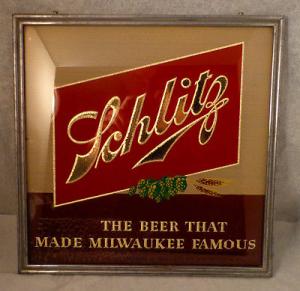 Schlitz
THE BEER THAT
MADE MILWAUKEE FAMOUS